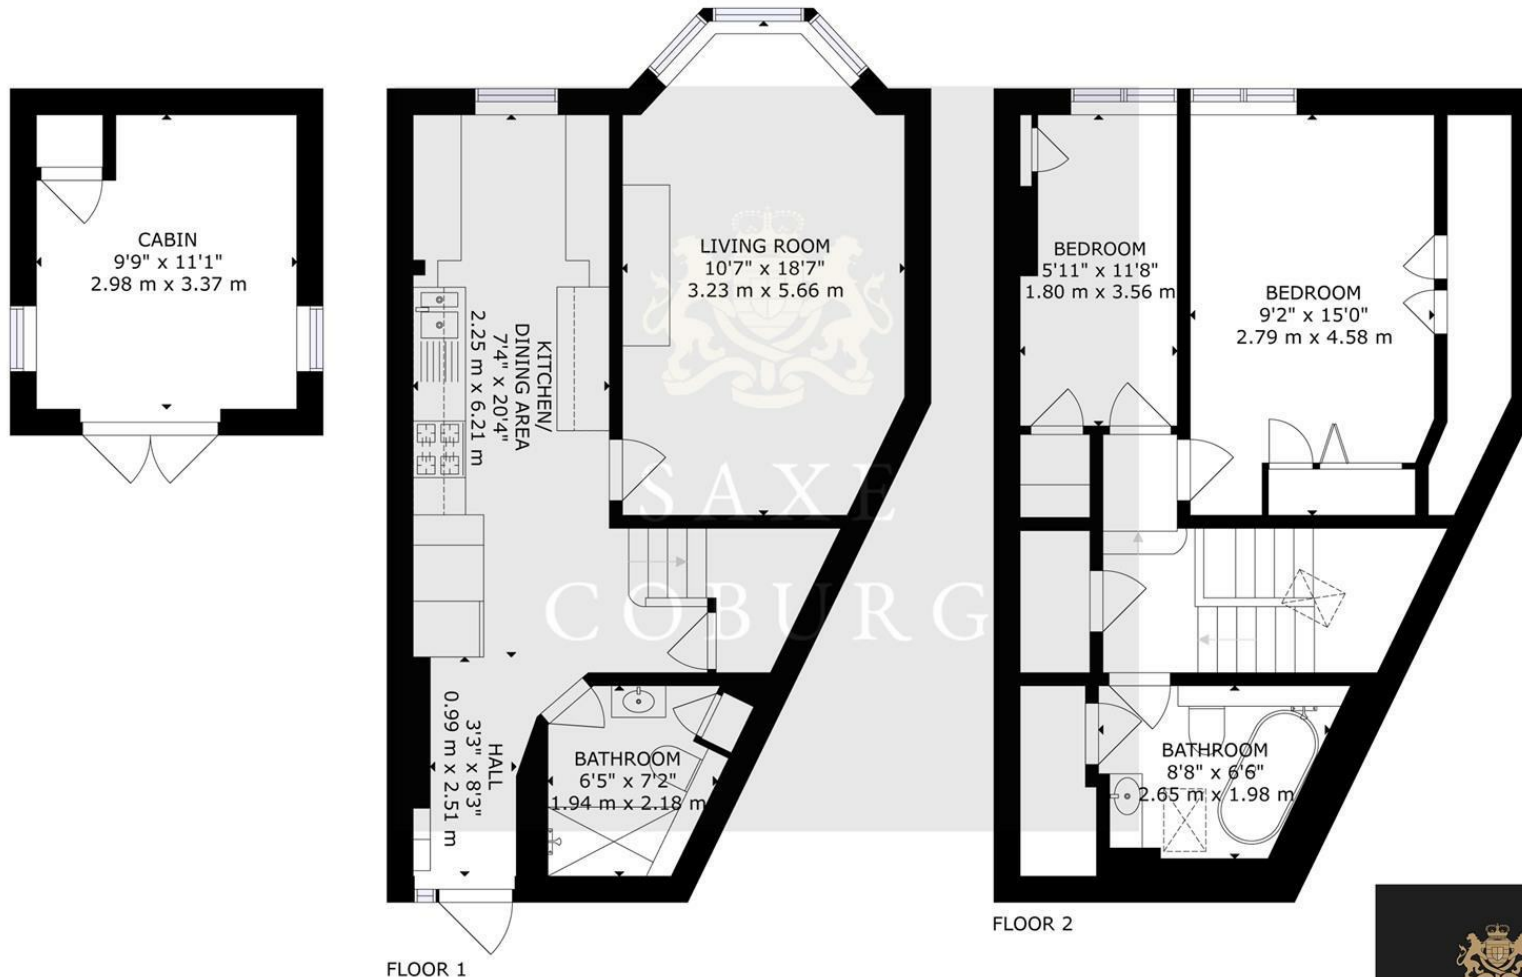 CABIN
9'9" x 11'1"
2.98 m x 3.37 m
KITCHEN/
DINING AREA
7'4" x 20'4"
2.25 m x 6.21 m
LIVING ROOM
10'7" x 18'7"
3.23 m x 5.66 m
HALL
3'3" x 8'3"
0.99 m x 2.51 m
BATHROOM
6'5" x 7'2"
1.94 m x 2.18 m
FLOOR 1
BEDROOM
5'11" x 11'8"
1.80 m x 3.56 m
BEDROOM
9'2" x 15'0"
2.79 m x 4.58 m
BATHROOM
8'8" x 6'6"
2.65 m x 1.98 m
FLOOR 2
SAXE
COBURG